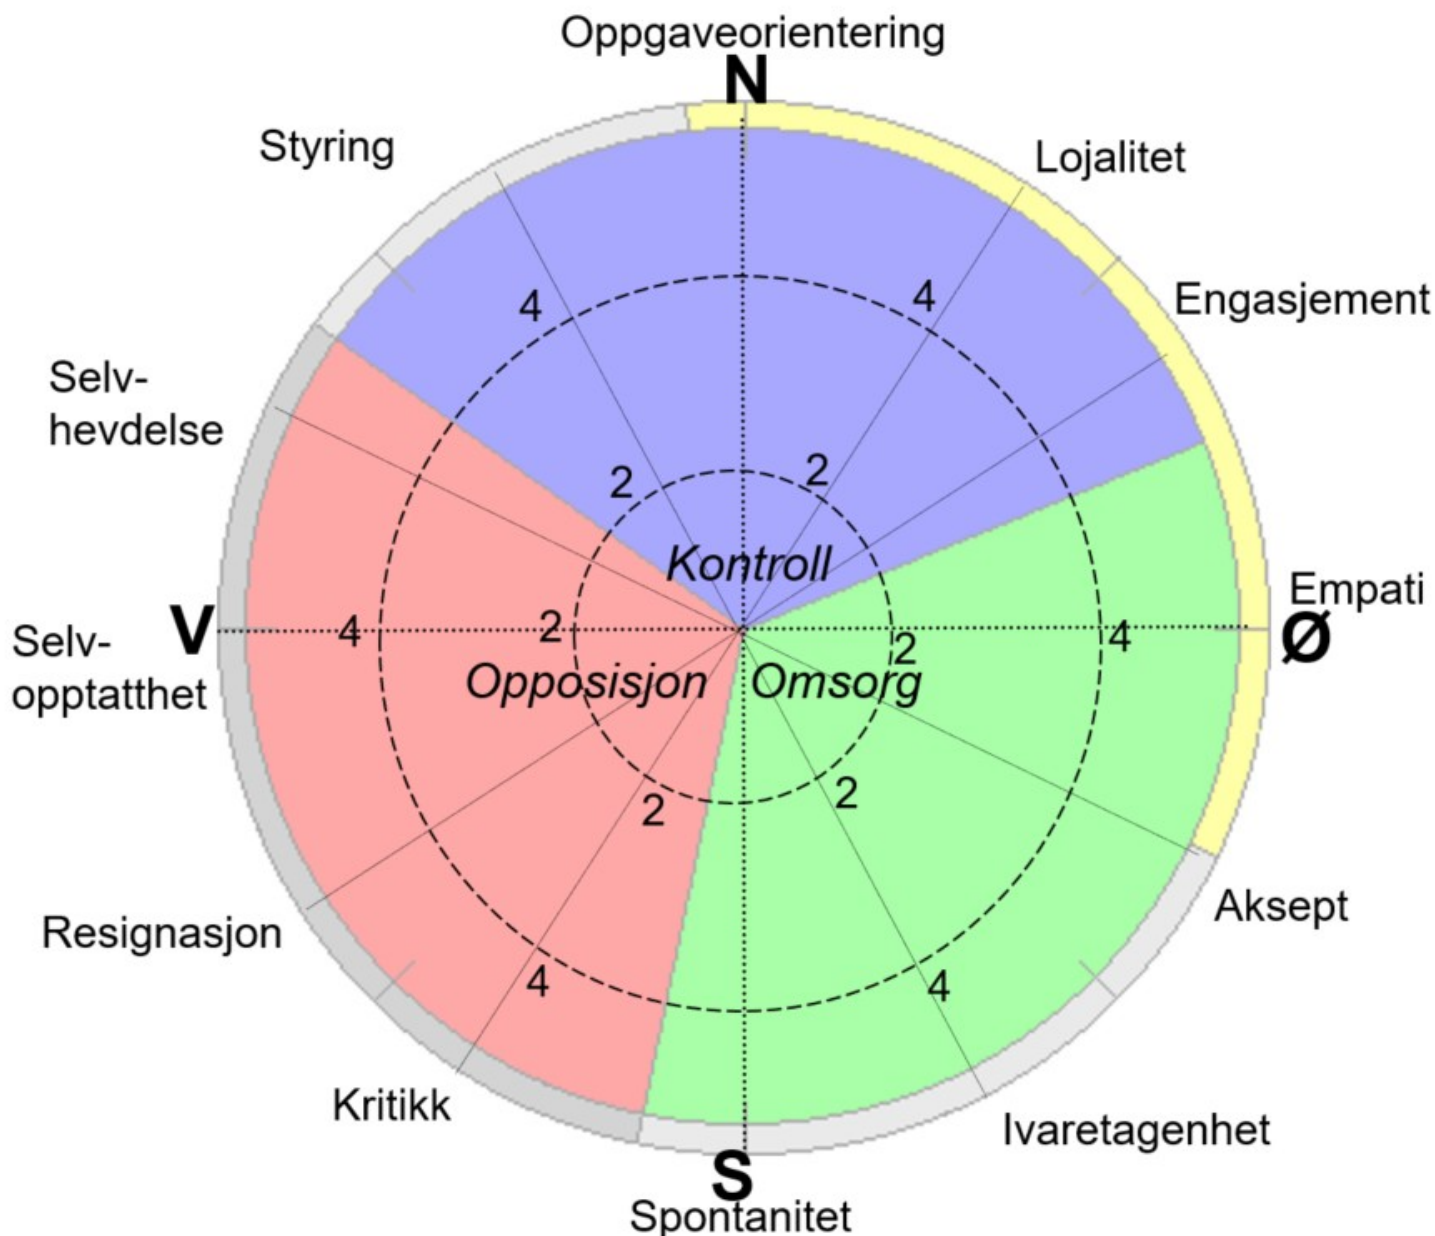 Oppgaveorientering
N
Styring
Lojalitet
4
4
Engasjement
Selv-
hevdelse
2
2
Kontroll
Empati
V
4
2
2
4
Ø
Selv-
opptatthet
Opposisjon
Omsorg
2
2
Resignasjon
Aksept
4
4
Kritikk
Ivaretagenhet
S
Spontanitet